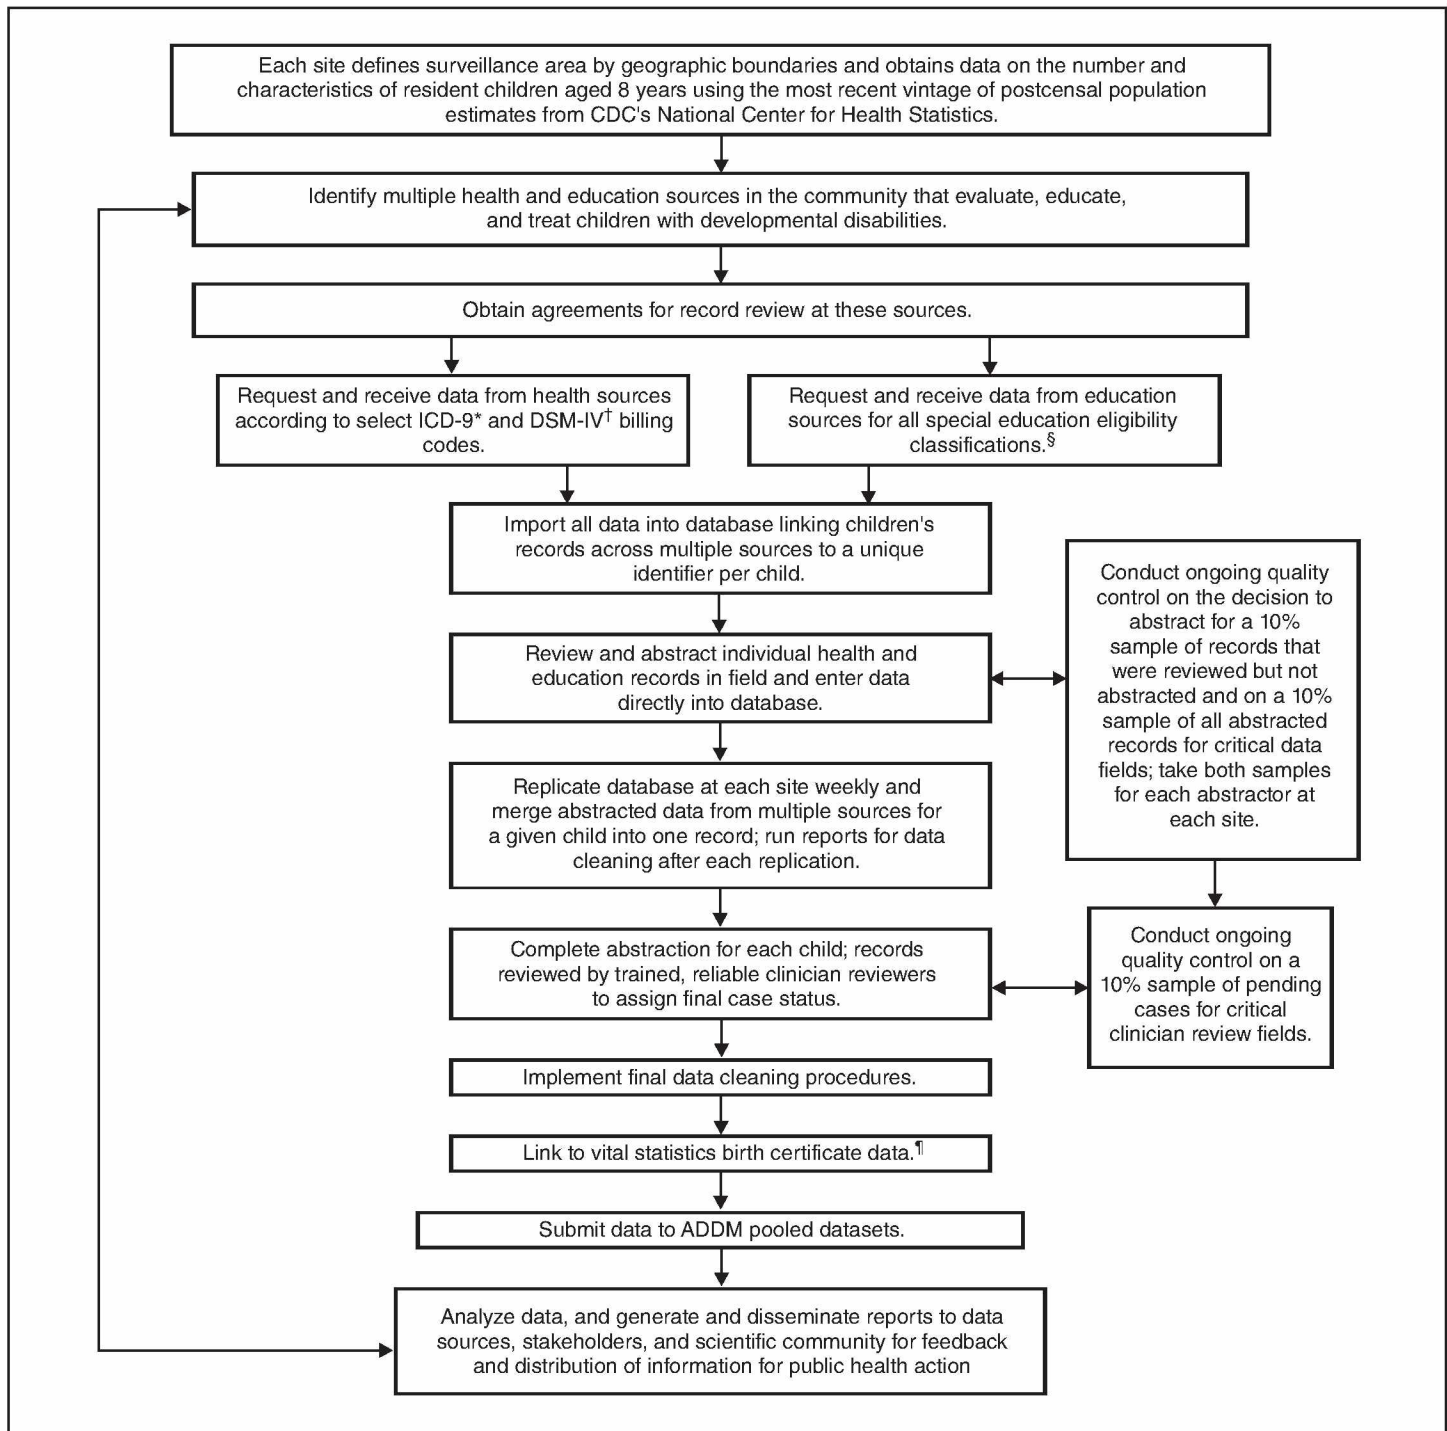 Each site defines surveillance area by geographic boundaries and obtains data on the number and
characteristics of resident children aged 8 years using the most recent vintage of postcensal population
estimates from CDC's National Center for Health Statistics.
Identify multiple health and education sources in the community that evaluate, educate,
and treat children with developmental disabilities.
Obtain agreements for record review at these sources.
Request and receive data from health sources
according to select ICD-9* and DSM-IV† billing
codes.
Request and receive data from education
sources for all special education eligibility
classifications.§
Import all data into database linking children's
records across multiple sources to a unique
identifier per child.
Review and abstract individual health and
education records in field and enter data
directly into database.
Conduct ongoing quality
control on the decision to
abstract for a 10%
sample of records that
were reviewed but not
abstracted and on a 10%
sample of all abstracted
records for critical data
fields; take both samples
for each abstractor at
each site.
Replicate database at each site weekly and
merge abstracted data from multiple sources for
a given child into one record; run reports for data
cleaning after each replication.
Complete abstraction for each child; records
reviewed by trained, reliable clinician reviewers
to assign final case status.
Conduct ongoing
quality control on a
10% sample of pending
cases for critical
clinician review fields.
Implement final data cleaning procedures.
Link to vital statistics birth certificate data.¶
Submit data to ADDM pooled datasets.
Analyze data, and generate and disseminate reports to data
sources, stakeholders, and scientific community for feedback
and distribution of information for public health action